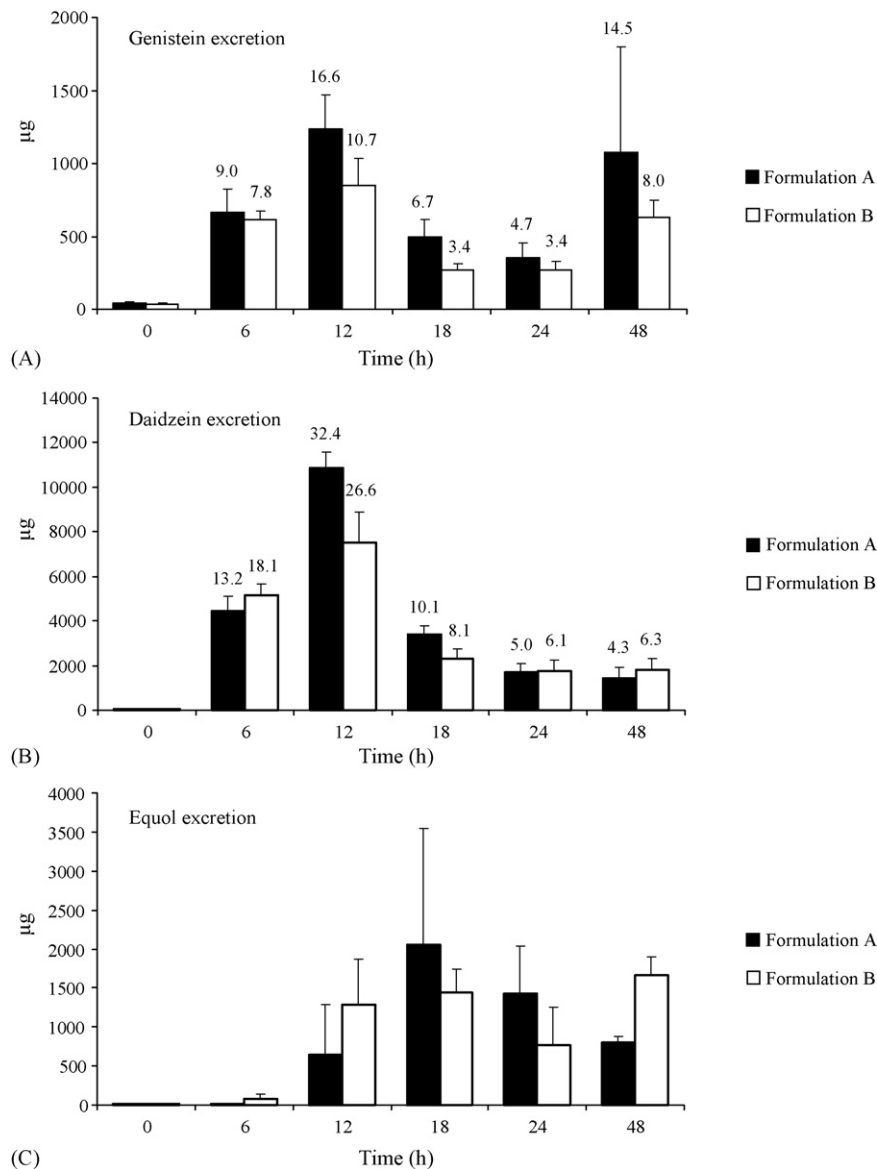 2000
Genistein excretion
14.5
16.6
1500
10.7
µg
1000
9.0
7.8
8.0
6.7
4.7
500
3.4
3.4
0
0 6 12 18 24 48
(A)
Time (h)
Formulation A
Formulation B
14000
Daidzein excretion
12000
32.4
10000
26.6
µg
8000
18.1
13.2
6000
10.1
8.1
4000
5.0 6.1
4.3 6.3
2000
0
0 6 12 18 24 48
(B)
Time (h)
Formulation A
Formulation B
4000
Equol excretion
3500
3000
2500
µg
2000
1500
1000
500
0
0 6 12 18 24 48
(C)
Time (h)
Formulation A
Formulation B